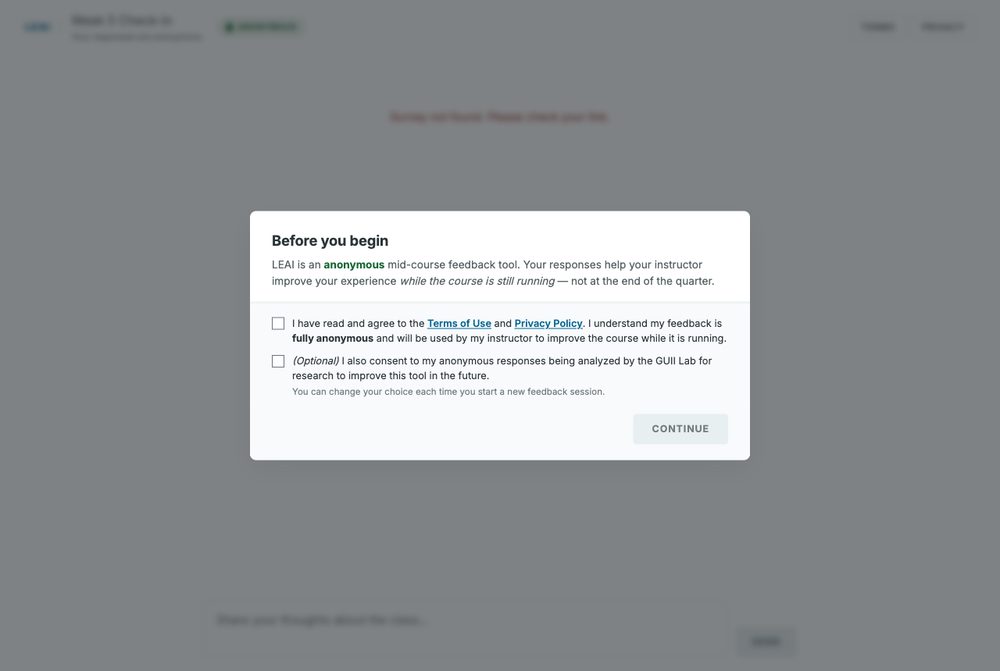 LEAI
Week 5 Check-in
Your responses are anonymous
ANONYMOUS
TERMS
PRIVACY
Survey not found. Please check your link.
Before you begin
LEAI is an anonymous mid-course feedback tool. Your responses help your instructor
improve your experience while the course is still running — not at the end of the quarter.
I have read and agree to the Terms of Use and Privacy Policy. I understand my feedback is
fully anonymous and will be used by my instructor to improve the course while it is running.
(Optional) I also consent to my anonymous responses being analyzed by the GUII Lab for
research to improve this tool in the future.
You can change your choice each time you start a new feedback session.
CONTINUE
Share your thoughts about the class...
SEND